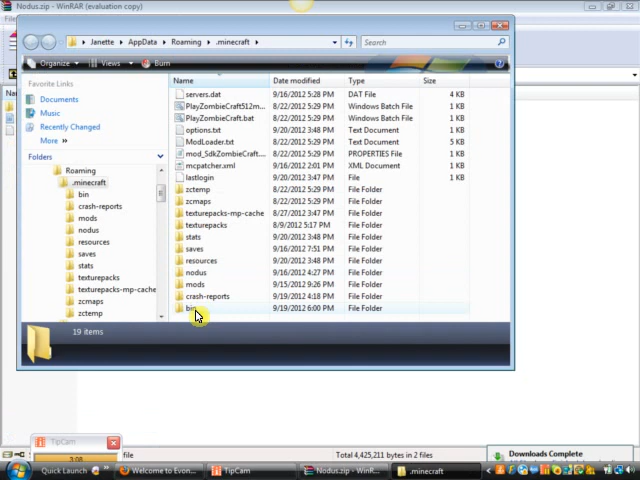 Nodus.zip - WinRAR (evaluation copy)
Janette AppData Roaming .minecraft
Search
Organize Views Burn
Favorite Links
Documents
Music
Recently Changed
More »
Folders
Roaming
.minecraft
bin
crash-reports
mods
nodus
resources
saves
stats
texturepacks
texturepacks-mp-cache
zcmaps
zctemp
Name Date modified Type Size
servers.dat 9/16/2012 5:28 PM DAT File 4 KB
PlayZombieCraft512m... 8/22/2012 5:29 PM Windows Batch File 1 KB
PlayZombieCraft.bat 8/22/2012 5:29 PM Windows Batch File 1 KB
options.txt 9/20/2012 3:48 PM Text Document 1 KB
ModLoader.txt 8/22/2012 5:29 PM Text Document 5 KB
mod_SdkZombieCraft.... 8/22/2012 5:29 PM PROPERTIES File 1 KB
mcpatcher.xml 9/16/2012 2:01 PM XML Document 1 KB
lastlogin 9/20/2012 3:47 PM File 1 KB
zctemp 8/22/2012 5:29 PM File Folder
zcmaps 8/22/2012 5:29 PM File Folder
texturepacks-mp-cache 8/27/2012 3:47 PM File Folder
texturepacks 8/9/2012 5:17 PM File Folder
stats 9/20/2012 3:48 PM File Folder
saves 9/16/2012 7:51 PM File Folder
resources 9/20/2012 3:48 PM File Folder
nodus 9/16/2012 4:27 PM File Folder
mods 9/15/2012 9:26 PM File Folder
crash-reports 9/19/2012 4:18 PM File Folder
bin 9/19/2012 6:00 PM File Folder
19 items
TipCam
3:08
file
Total 4,425,211 bytes in 2 files
Downloads Complete
Quick Launch
Welcome to Evon...
TipCam
Nodus.zip - WinR...
.minecraft